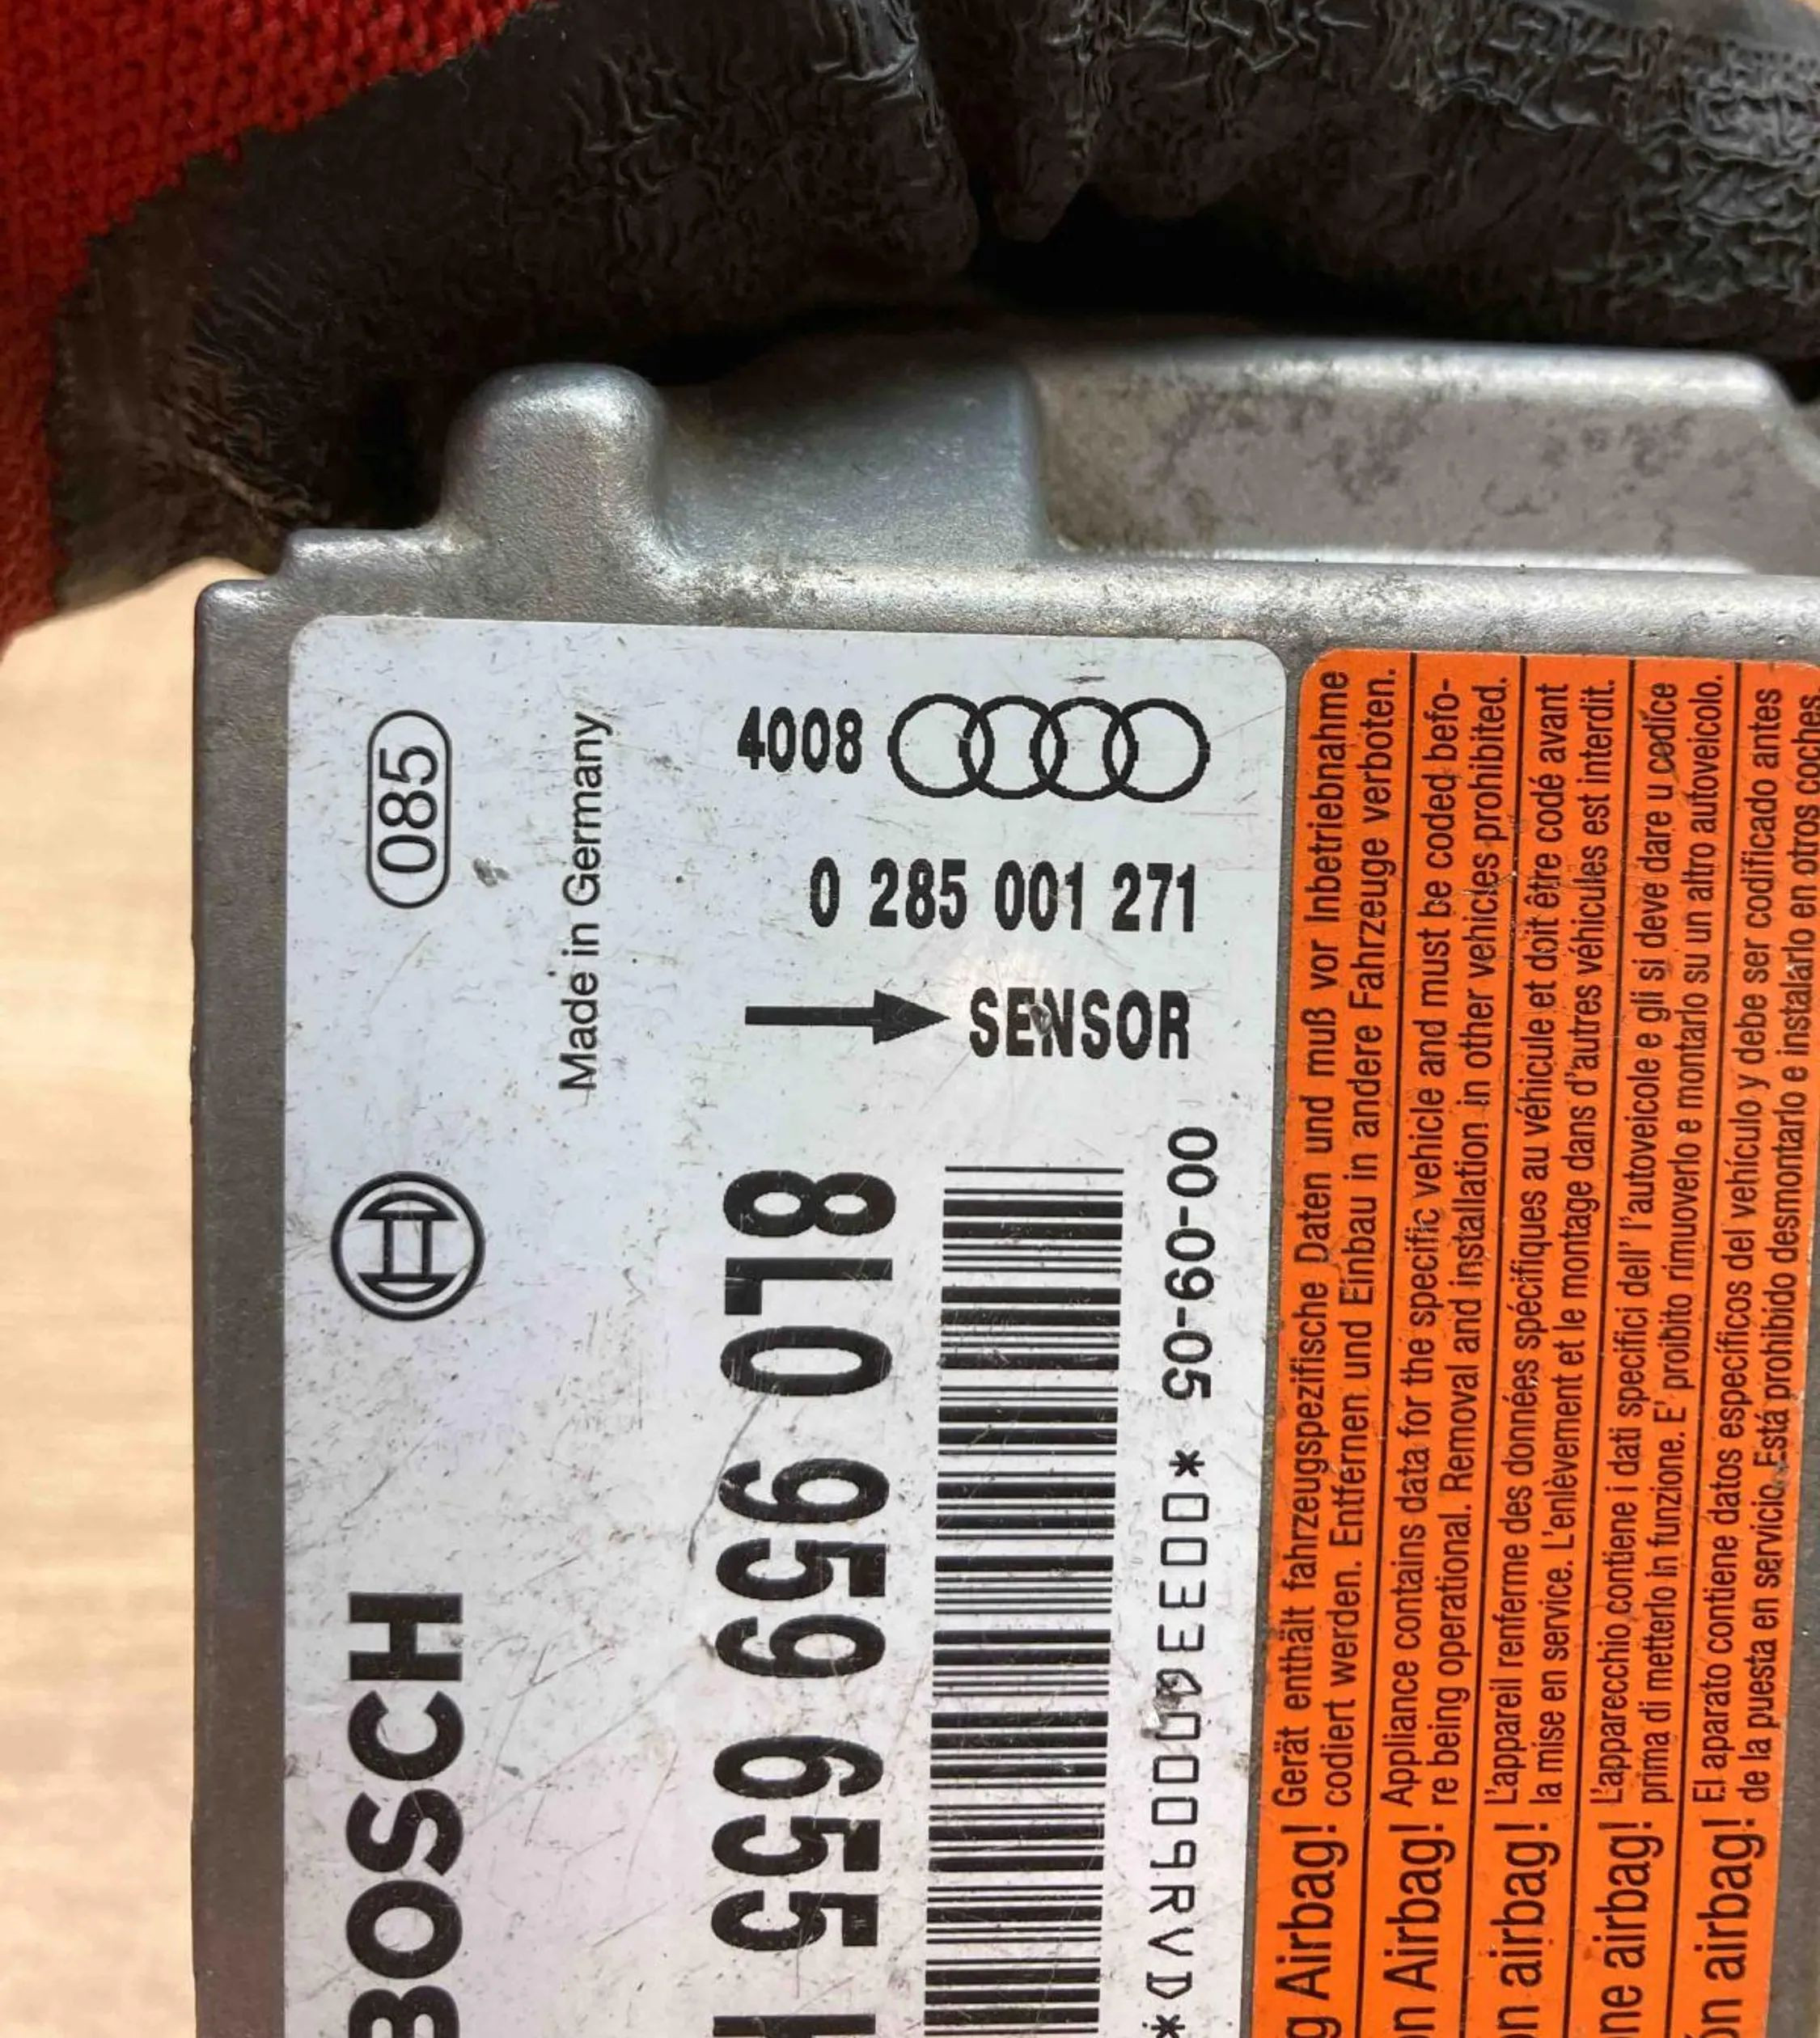 085
Made in Germany
4008
0 285 001 271
SENSOR
BOSCH
8L0 959 655
00-09-05 *003340009RVD*
Airbag! Gerät enthält fahrzeugspezifische Daten und muß vor Inbetriebnahme
codiert werden. Entfernen und Einbau in andere Fahrzeuge verboten.
Airbag! Appliance contains data for the specific vehicle and must be coded befo-
re being operational. Removal and installation in other vehicles prohibited.
airbag! L'appareil renferme des données spécifiques au véhicule et doit être codé avant
la mise en service. L'enlèvement et le montage dans d'autres véhicules est interdit.
airbag! L'apparecchio contiene i dati specifici dell' l'autoveicole e gli si deve dare u codice
prima di metterlo in funzione. E' proibito rimuoverlo e montarlo su un altro autoveicolo.
airbag! El aparato contiene datos específicos del vehículo y debe ser codificado antes
de la puesta en servicio. Está prohibido desmontarlo e instalarlo en otros coches.